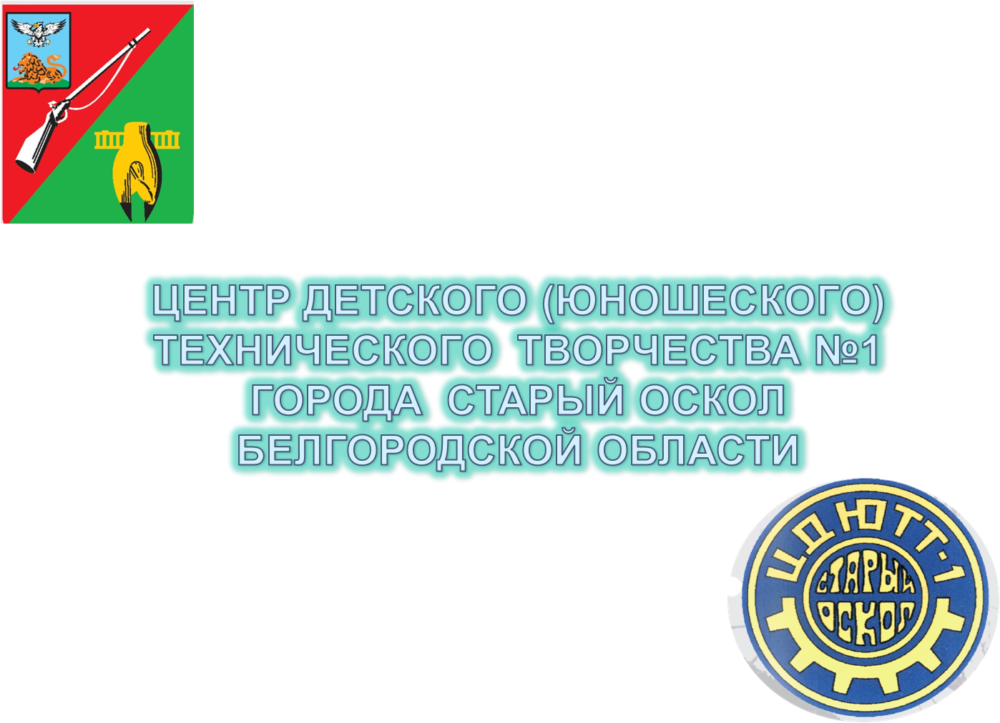 ЦЕНТР ДЕТСКОГО (ЮНОШЕСКОГО)
ТЕХНИЧЕСКОГО ТВОРЧЕСТВА №1
ГОРОДА СТАРЫЙ ОСКОЛ
БЕЛГОРОДСКОЙ ОБЛАСТИ
ЦДЮТТ-1
СТАРЫЙ
ОСКОЛ